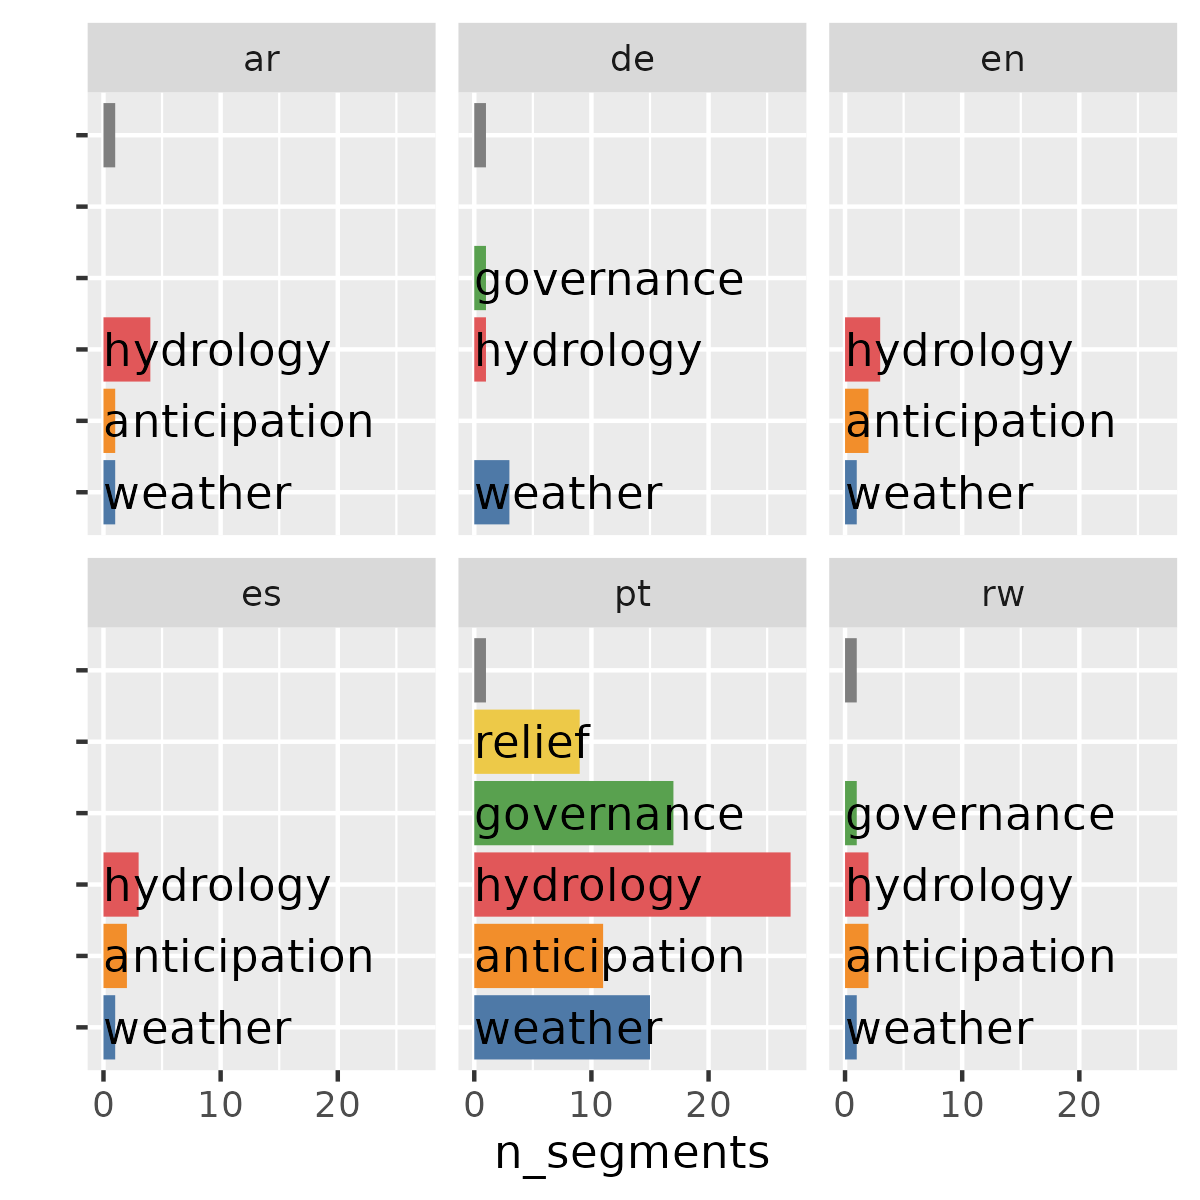 ar
de
en
governance
hydrology
hydrology
hydrology
anticipation
anticipation
weather
weather
weather
es
pt
rw
relief
governance
governance
hydrology
hydrology
hydrology
anticipation
anticipation
anticipation
weather
weather
weather
0 10 20
0 10 20
0 10 20
n_segments